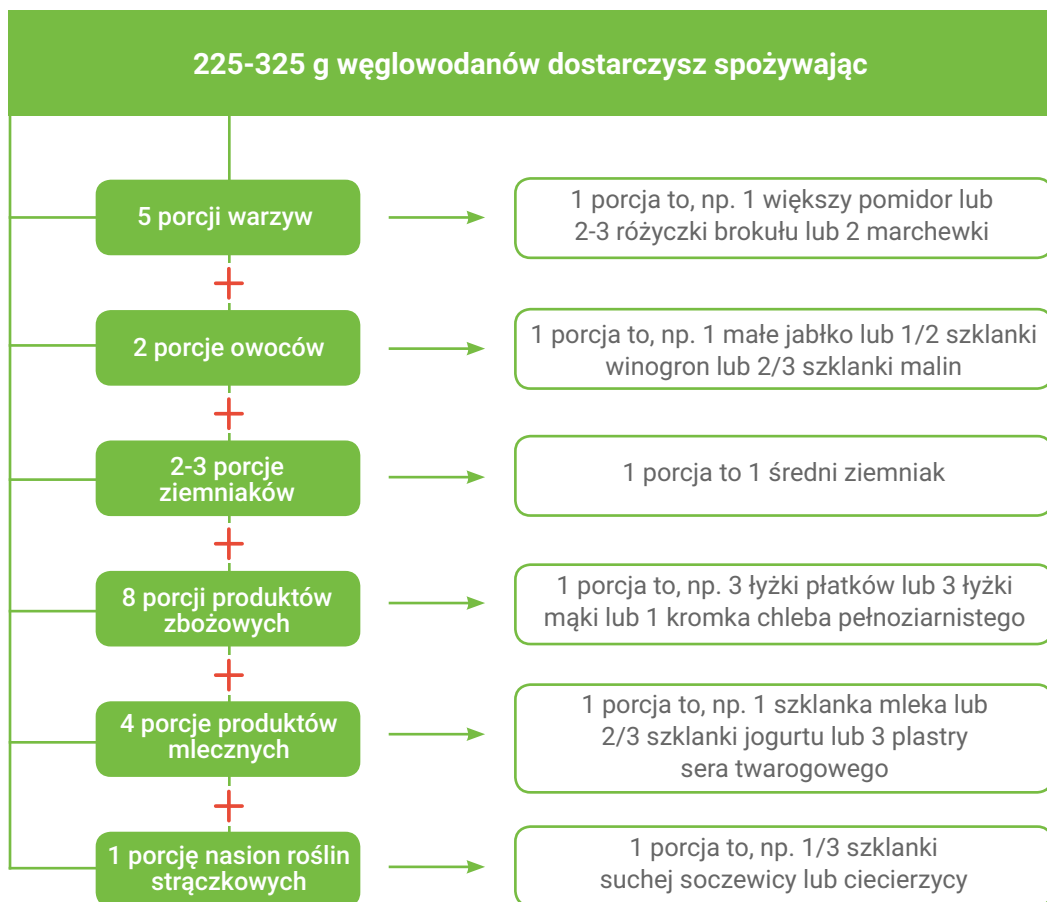 225-325 g węglowodanów dostarczysz spożywając
5 porcji warzyw
1 porcja to, np. 1 większy pomidor lub
2-3 różyczki brokułu lub 2 marchewki
+
2 porcje owoców
1 porcja to, np. 1 małe jabłko lub 1/2 szklanki
winogron lub 2/3 szklanki malin
+
2-3 porcje
ziemniaków
1 porcja to 1 średni ziemniak
+
8 porcji produktów
zbożowych
1 porcja to, np. 3 łyżki płatków lub 3 łyżki
mąki lub 1 kromka chleba pełnoziarnistego
+
4 porcje produktów
mlecznych
1 porcja to, np. 1 szklanka mleka lub
2/3 szklanki jogurtu lub 3 plastry
sera twarogowego
+
1 porcję nasion roślin
strączkowych
1 porcja to, np. 1/3 szklanki
suchej soczewicy lub ciecierzycy